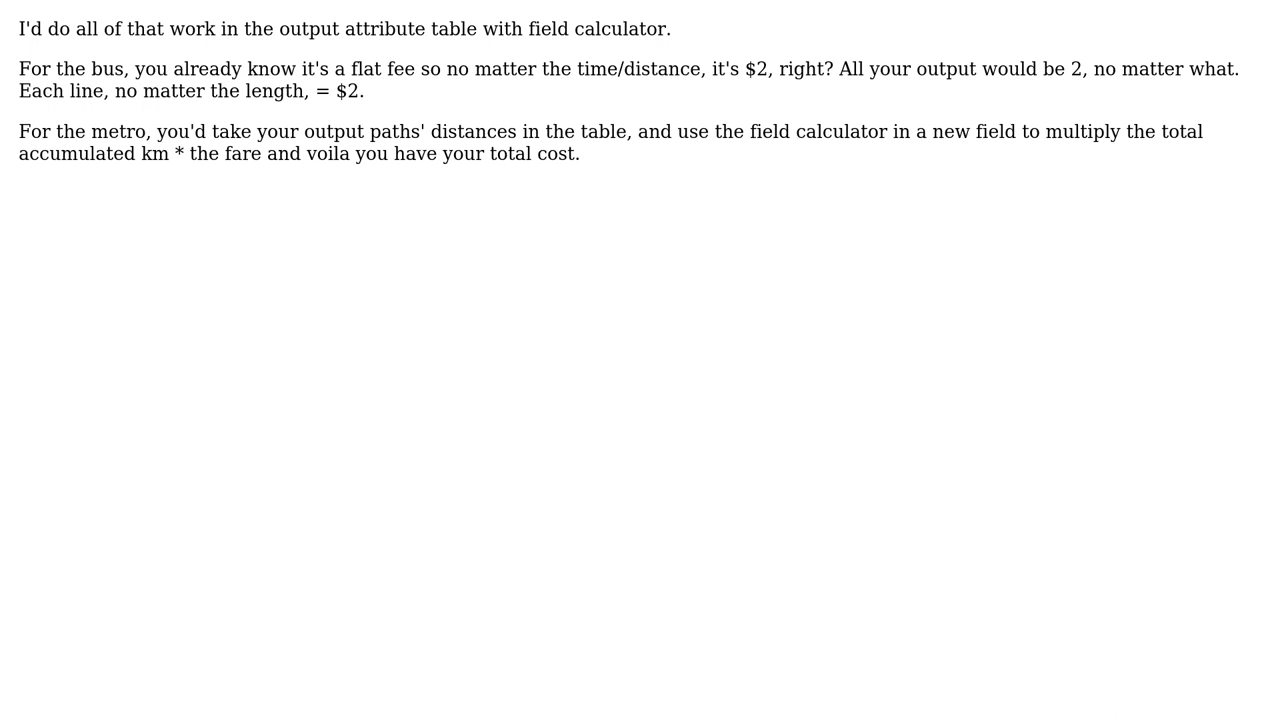 I'd do all of that work in the output attribute table with field calculator.
For the bus, you already know it's a flat fee so no matter the time/distance, it's $2, right? All your output would be 2, no matter what.
Each line, no matter the length, = $2.
For the metro, you'd take your output paths' distances in the table, and use the field calculator in a new field to multiply the total
accumulated km * the fare and voila you have your total cost.